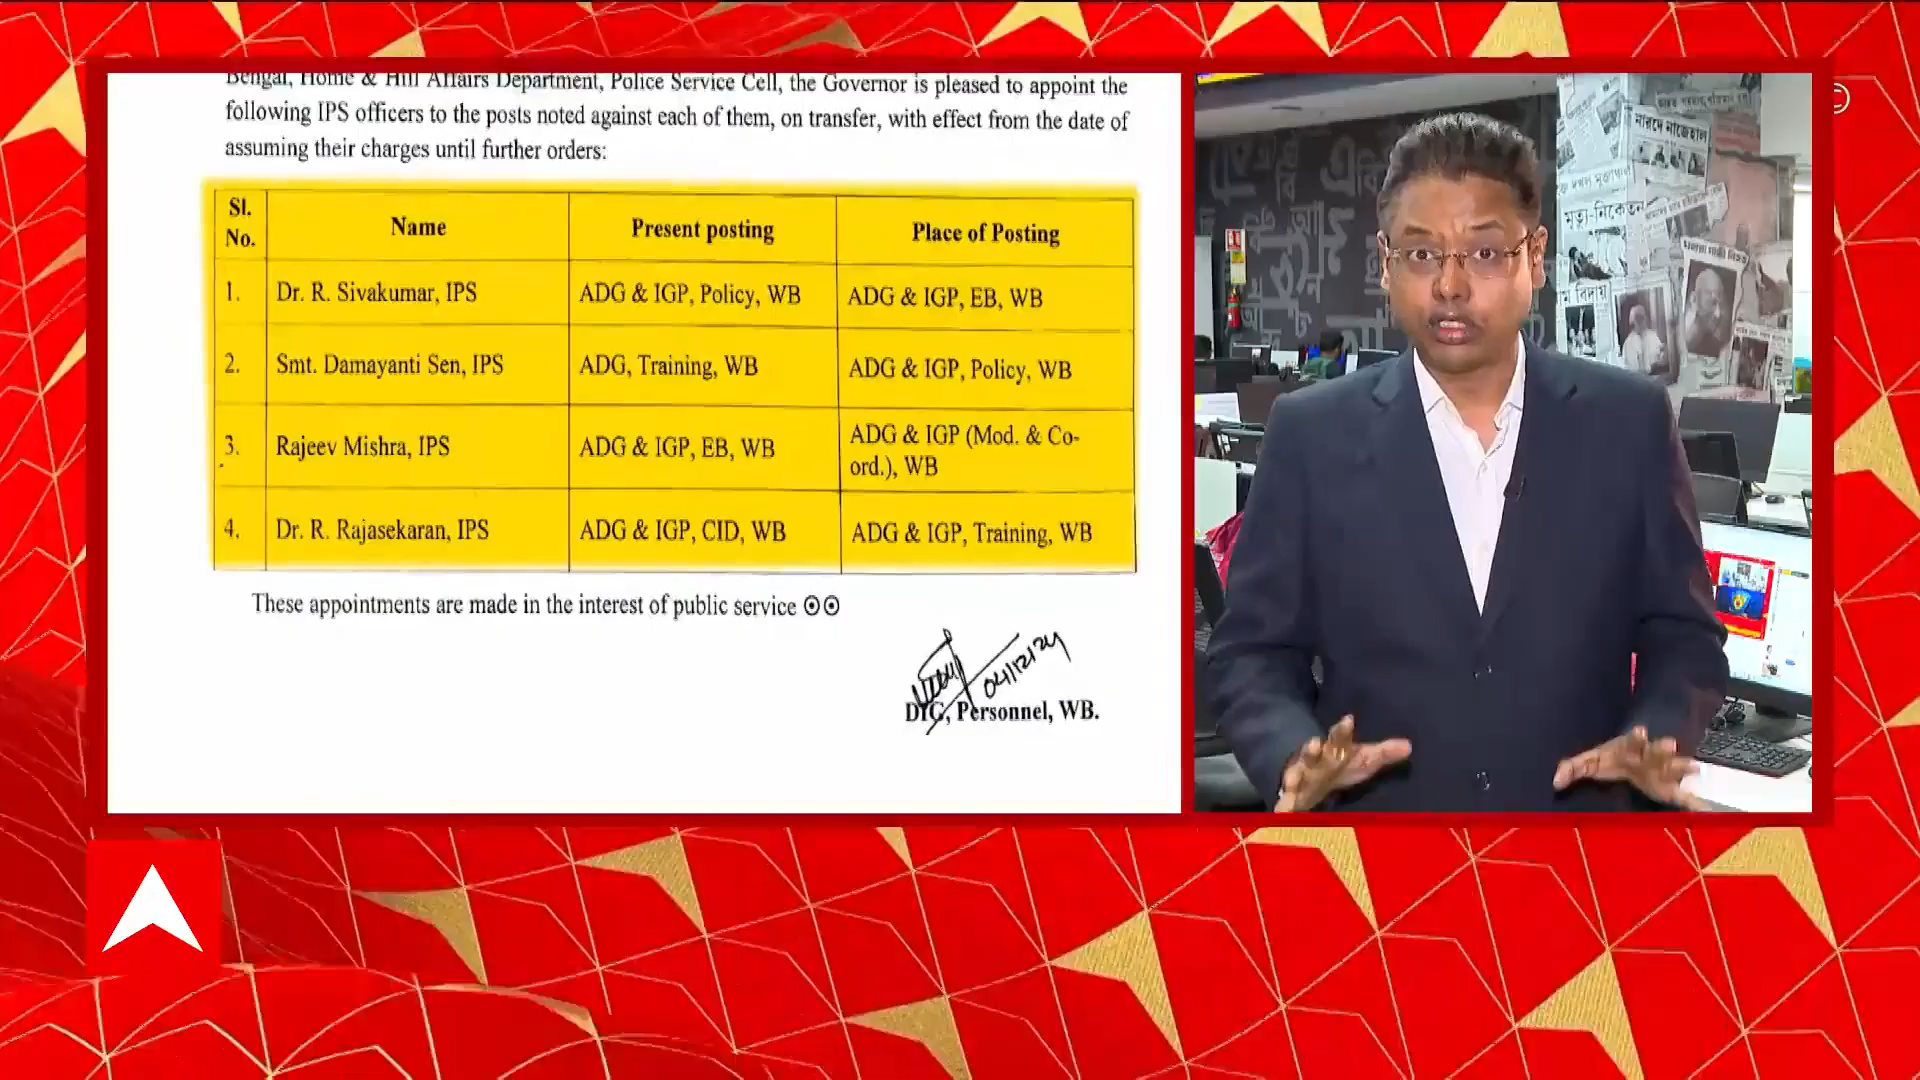 Bengal, Home & Hill Affairs Department, Police Service Cell, the Governor is pleased to appoint the
following IPS officers to the posts noted against each of them, on transfer, with effect from the date of
assuming their charges until further orders:
Sl. No. Name Present posting Place of Posting
1. Dr. R. Sivakumar, IPS ADG & IGP, Policy, WB ADG & IGP, EB, WB
2. Smt. Damayanti Sen, IPS ADG, Training, WB ADG & IGP, Policy, WB
3. Rajeev Mishra, IPS ADG & IGP, EB, WB ADG & IGP (Mod. & Co-
ord.), WB
4. Dr. R. Rajasekaran, IPS ADG & IGP, CID, WB ADG & IGP, Training, WB
These appointments are made in the interest of public service
04/12/24
DIG, Personnel, WB.
নারদে নাজেহাল
মৃত্যু-নিকেতন
©